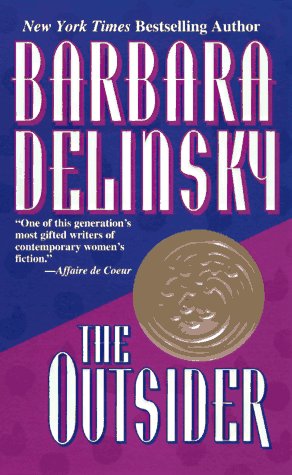 New York Times Bestselling Author
BARBARA
DELINSKY
“One of this generation’s
most gifted writers of
contemporary women’s
fiction.”
—Affaire de Coeur
THE
OUTSIDER